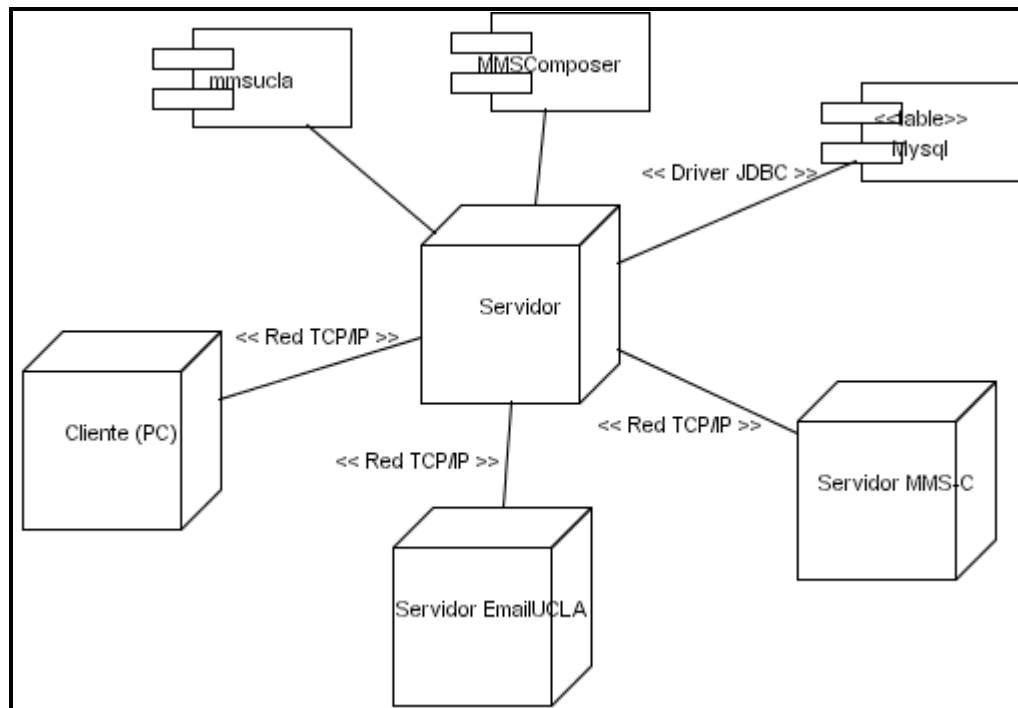 mmsucla
MMSComposer
<<table>>
Mysql
<< Driver JDBC >>
Servidor
<< Red TCP/IP >>
Cliente (PC)
<< Red TCP/IP >>
<< Red TCP/IP >>
Servidor MMS-C
Servidor EmailUCLA